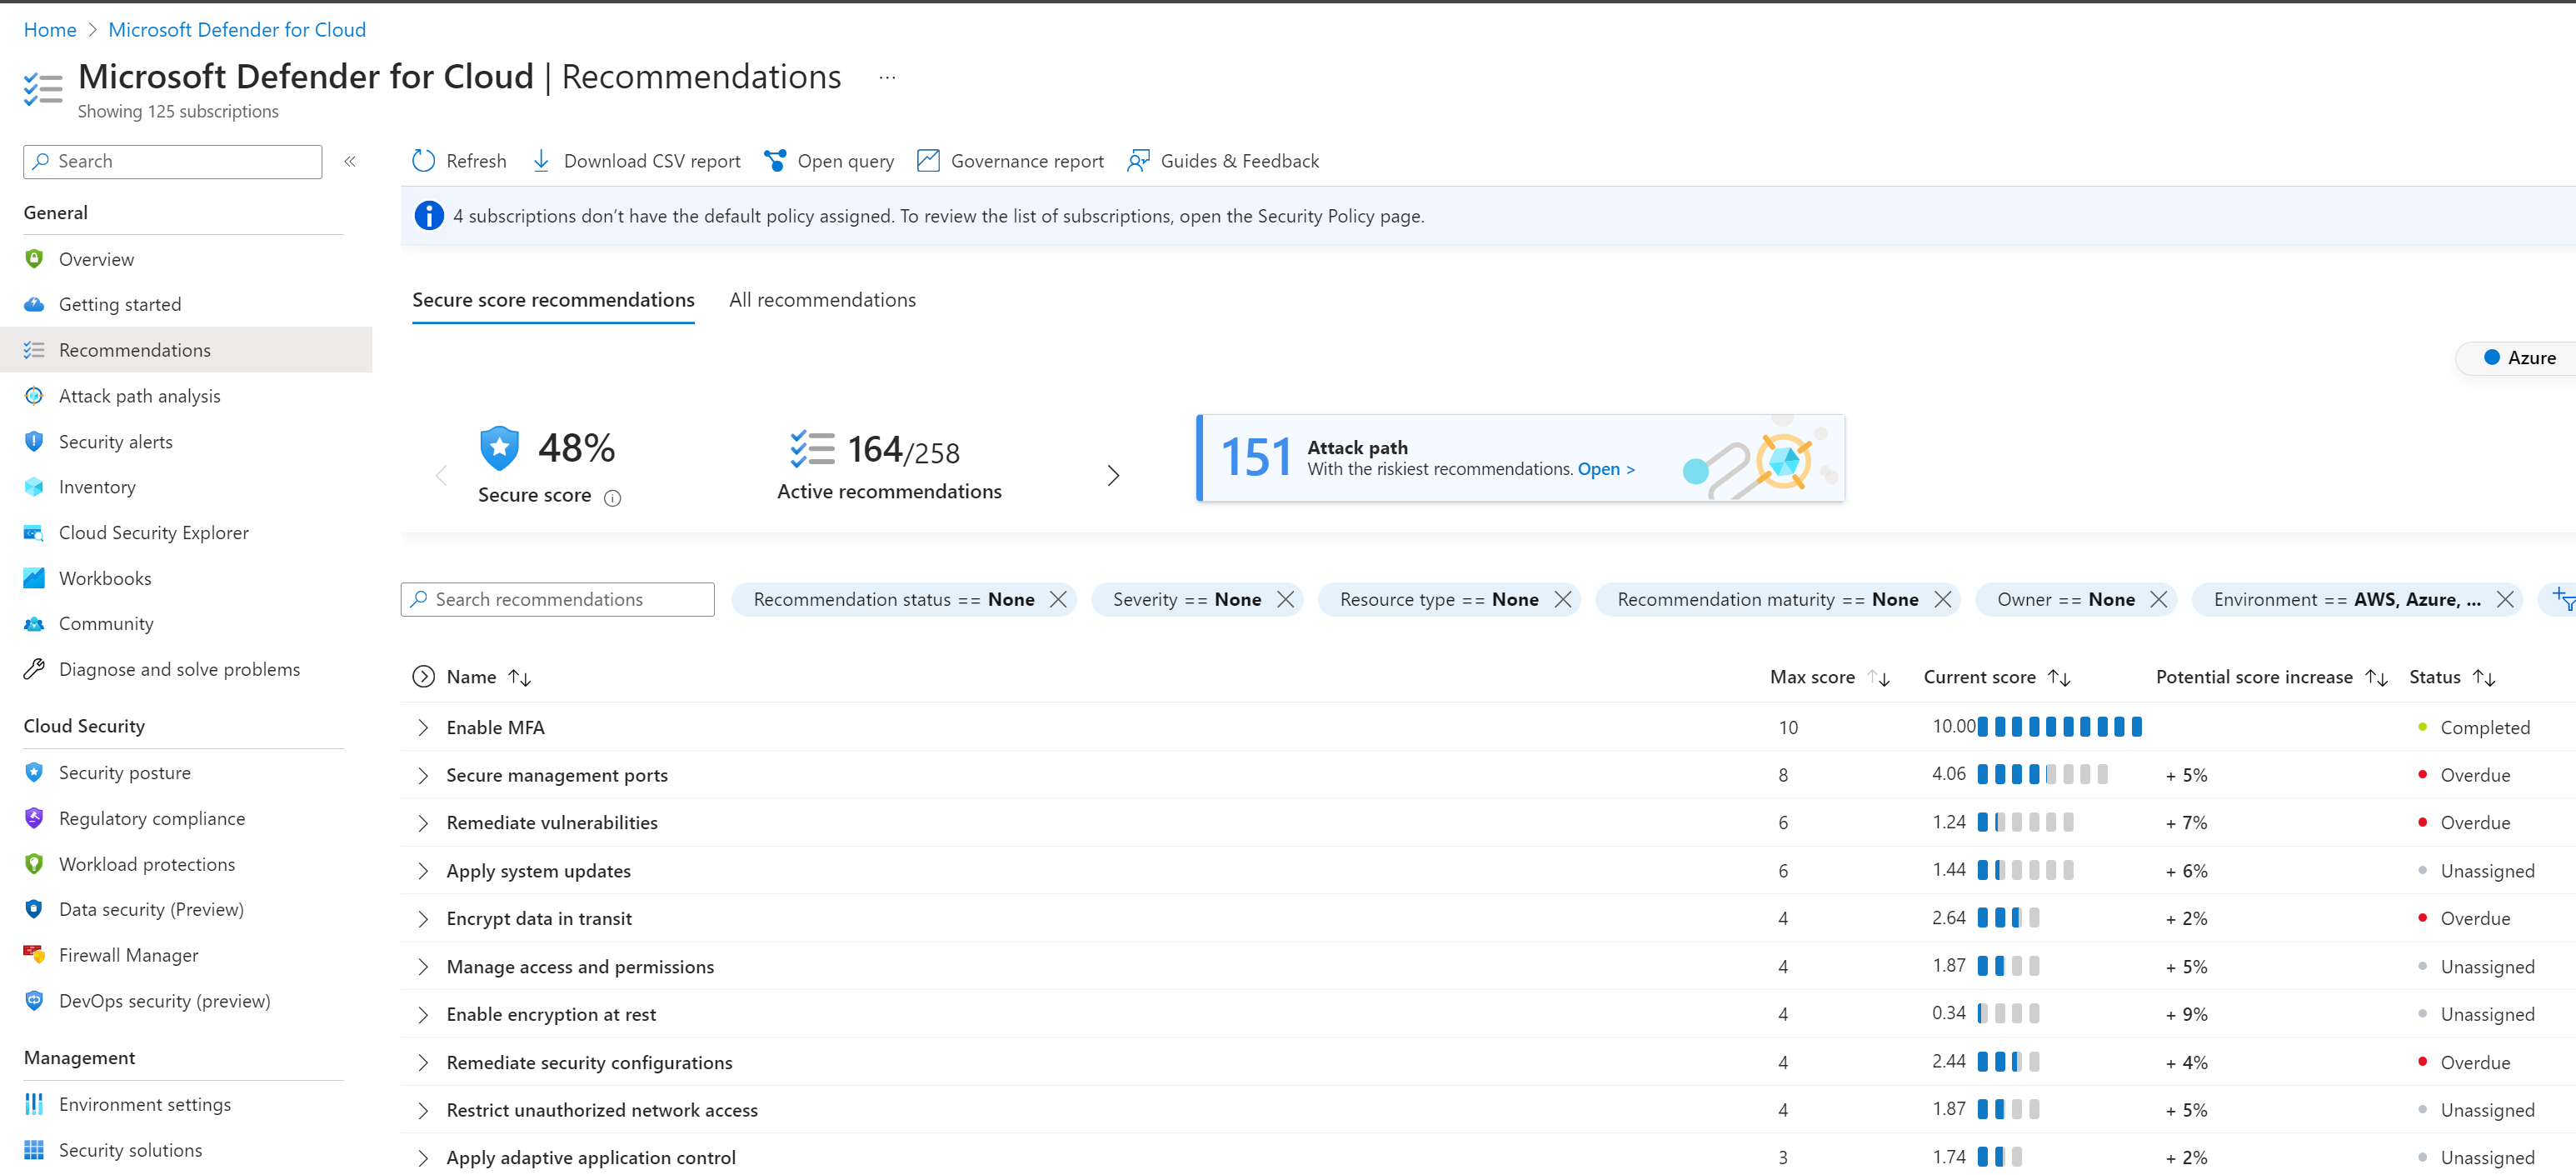 Home > Microsoft Defender for Cloud
Microsoft Defender for Cloud | Recommendations ...
Showing 125 subscriptions
Search «
General
Overview
Getting started
Recommendations
Attack path analysis
Security alerts
Inventory
Cloud Security Explorer
Workbooks
Community
Diagnose and solve problems
Cloud Security
Security posture
Regulatory compliance
Workload protections
Data security (Preview)
Firewall Manager
DevOps security (preview)
Management
Environment settings
Security solutions
Refresh Download CSV report Open query Governance report Guides & Feedback
4 subscriptions don't have the default policy assigned. To review the list of subscriptions, open the Security Policy page.
Secure score recommendations All recommendations
Azure
48%
Secure score
164/258
Active recommendations
151 Attack path
With the riskiest recommendations. Open >
Search recommendations Recommendation status == None Severity == None Resource type == None Recommendation maturity == None Owner == None Environment == AWS, Azure, ...
Name Max score Current score Potential score increase Status
Enable MFA 10 10.00 Completed
Secure management ports 8 4.06 + 5% Overdue
Remediate vulnerabilities 6 1.24 + 7% Overdue
Apply system updates 6 1.44 + 6% Unassigned
Encrypt data in transit 4 2.64 + 2% Overdue
Manage access and permissions 4 1.87 + 5% Unassigned
Enable encryption at rest 4 0.34 + 9% Unassigned
Remediate security configurations 4 2.44 + 4% Overdue
Restrict unauthorized network access 4 1.87 + 5% Unassigned
Apply adaptive application control 3 1.74 + 2% Unassigned